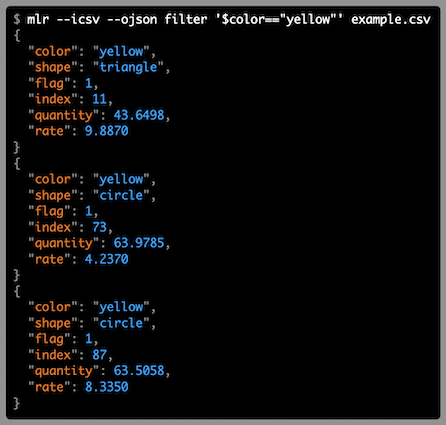 $ mlr --icsv --ojson filter '$color=="yellow"' example.csv
{
  "color": "yellow",
  "shape": "triangle",
  "flag": 1,
  "index": 11,
  "quantity": 43.6498,
  "rate": 9.8870
}
{
  "color": "yellow",
  "shape": "circle",
  "flag": 1,
  "index": 73,
  "quantity": 63.9785,
  "rate": 4.2370
}
{
  "color": "yellow",
  "shape": "circle",
  "flag": 1,
  "index": 87,
  "quantity": 63.5058,
  "rate": 8.3350
}